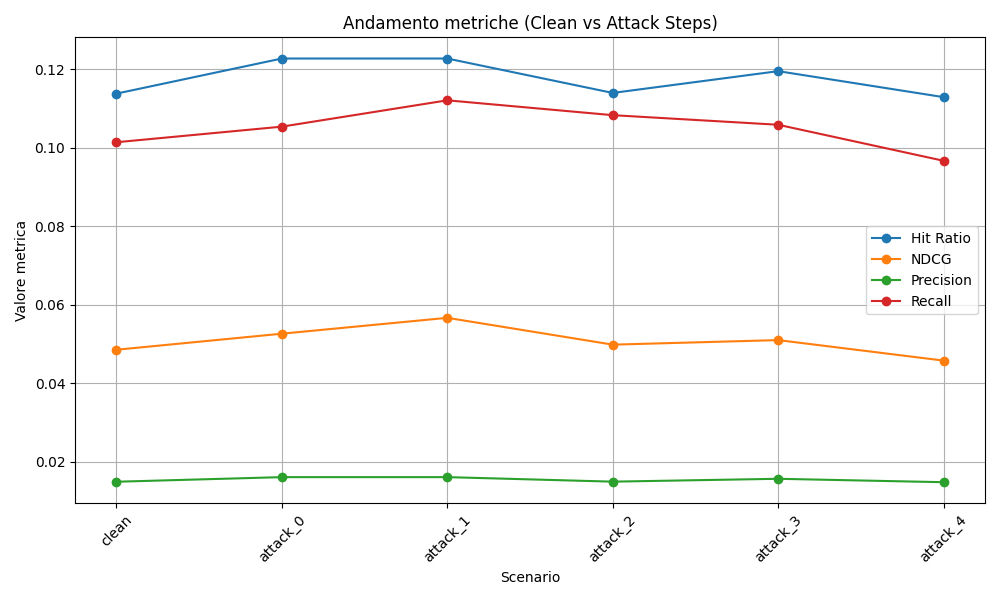 Andamento metriche (Clean vs Attack Steps)
0.12
0.10
0.08
0.06
0.04
0.02
Valore metrica
Hit Ratio
NDCG
Precision
Recall
clean
attack_0
attack_1
attack_2
attack_3
attack_4
Scenario